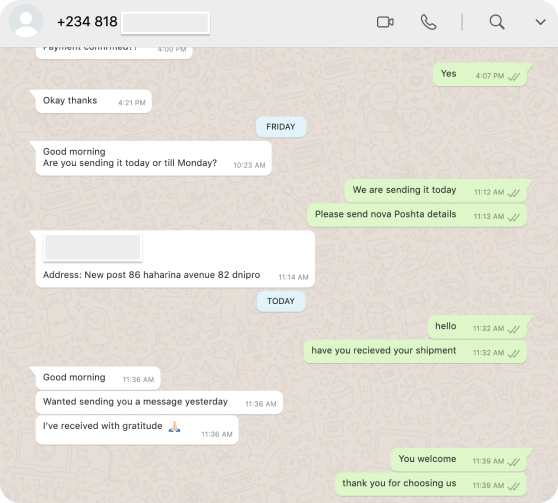 +234 818
Payment confirmed??
4:00 PM
Yes 4:07 PM
Okay thanks 4:21 PM
FRIDAY
Good morning
Are you sending it today or till Monday? 10:23 AM
We are sending it today 11:12 AM
Please send nova Poshta details 11:13 AM
Address: New post 86 haharina avenue 82 dnipro 11:14 AM
TODAY
hello 11:32 AM
have you recieved your shipment 11:32 AM
Good morning 11:36 AM
Wanted sending you a message yesterday 11:36 AM
I've received with gratitude 🙏🏻
11:36 AM
You welcome 11:39 AM
thank you for choosing us 11:39 AM